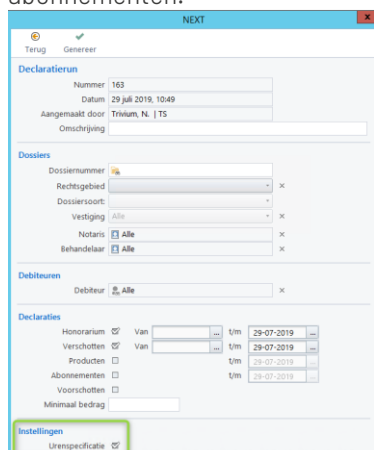 abonnementen.
NEXT
x
Terug Genereer
Declaratierun
Nummer 163
Datum 29 juli 2019, 10:49
Aangemaakt door Trivium, N. | TS
Omschrijving
Dossiers
Dossiernummer
Rechtsgebied
Dossiersoort:
Vestiging Alle
Notaris Alle
Behandelaar Alle
Debiteuren
Debiteur Alle
Declaraties
Honorarium Van ... t/m 29-07-2019 ...
Verschotten Van ... t/m 29-07-2019 ...
Producten t/m 29-07-2019 ...
Abonnementen t/m 29-07-2019 ...
Voorschotten
Minimaal bedrag
Instellingen
Urenspecificatie